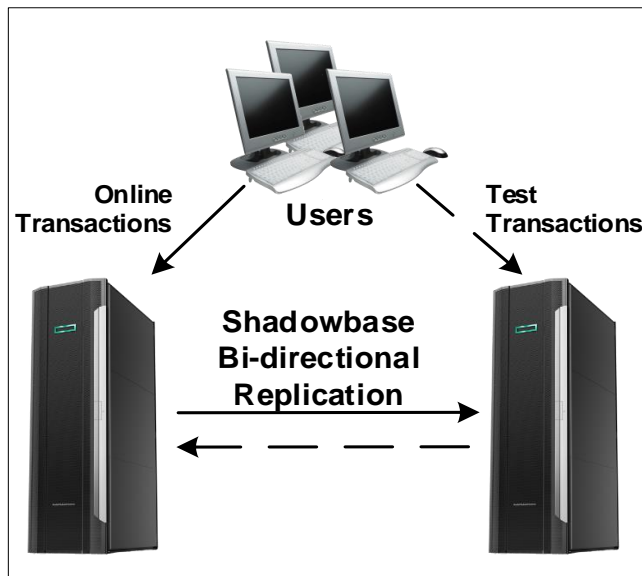 Online
Transactions
Users
Test
Transactions
Shadowbase
Bi-directional
Replication